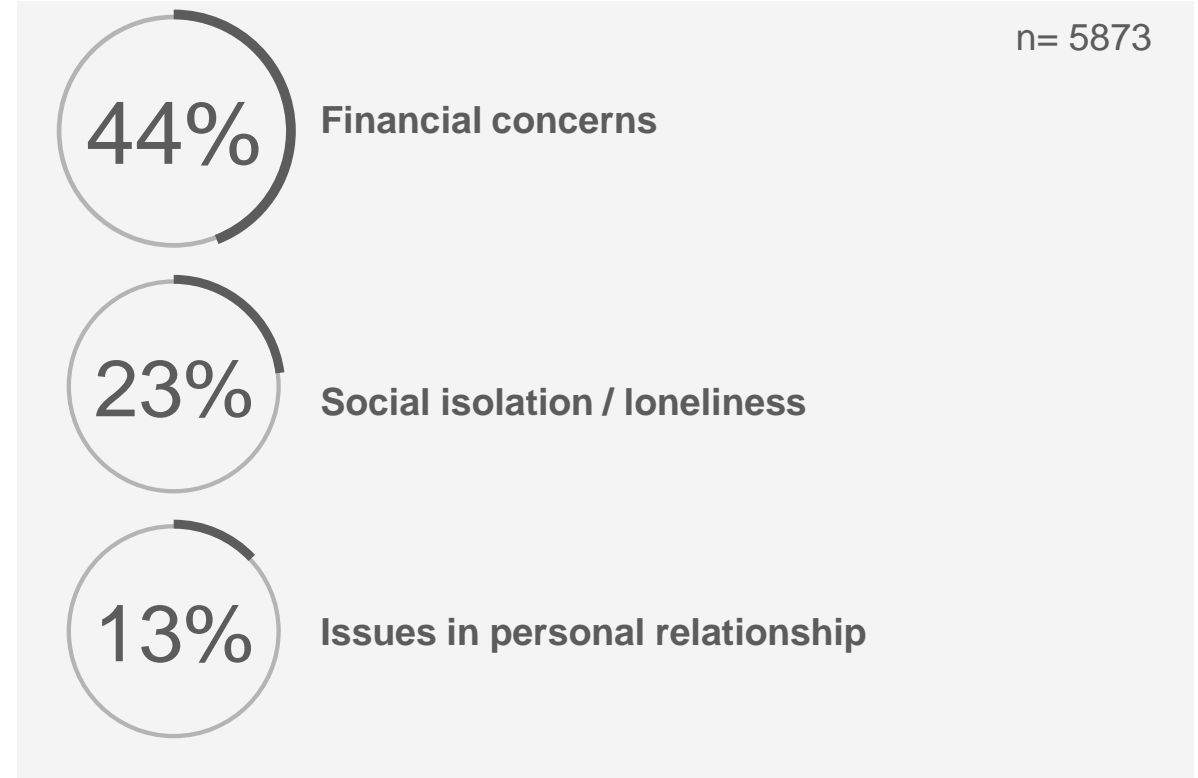 n= 5873
44%
Financial concerns
23%
Social isolation / loneliness
13%
Issues in personal relationship